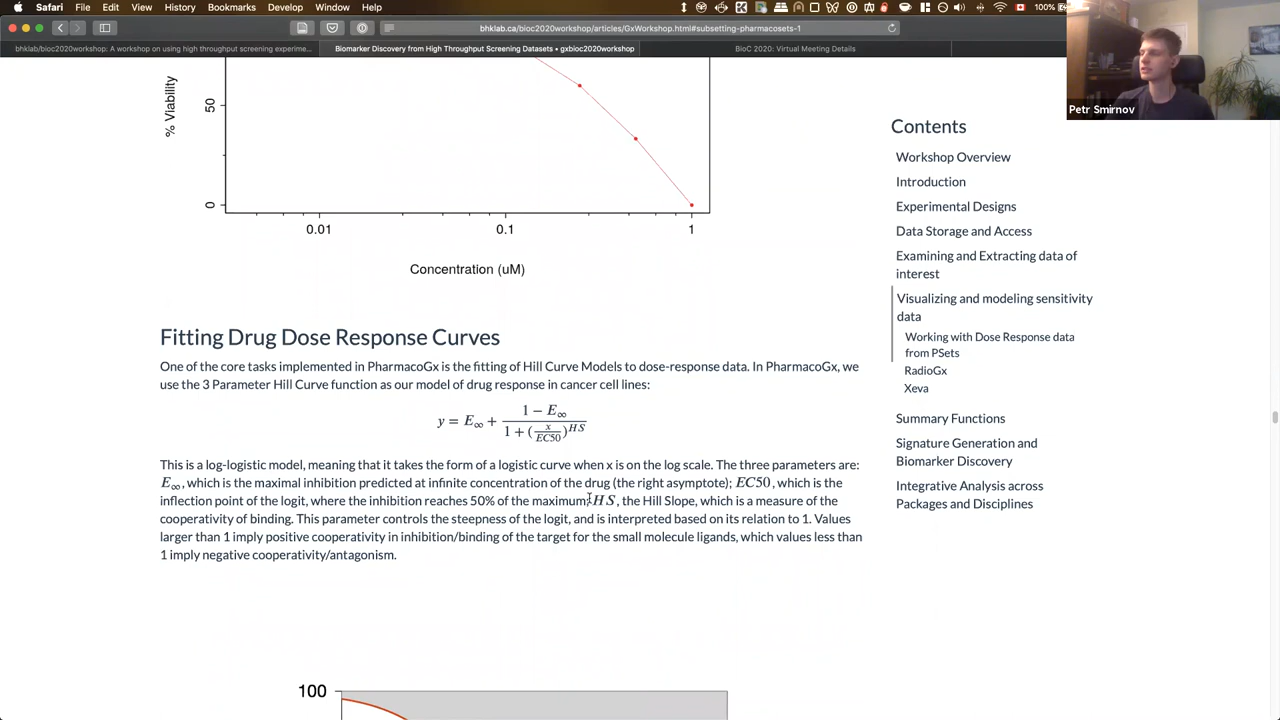 Safari File Edit View History Bookmarks Develop Window Help 100%
bhklab.ca/bioc2020workshop/articles/GxWorkshop.html#subsetting-pharmacosets-1
bhklab/bioc2020workshop: A workshop on using high throughput screening experime... Biomarker Discovery from High Throughput Screening Datasets • gxbioc2020workshop BioC 2020: Virtual Meeting Details
Petr Smirnov
% Viability
50
0
0.01 0.1 1
Concentration (uM)
Fitting Drug Dose Response Curves
One of the core tasks implemented in PharmacoGx is the fitting of Hill Curve Models to dose-response data. In PharmacoGx, we
use the 3 Parameter Hill Curve function as our model of drug response in cancer cell lines:
y = E∞ + (1 − E∞) / (1 + (x/EC50)^HS)
This is a log-logistic model, meaning that it takes the form of a logistic curve when x is on the log scale. The three parameters are:
E∞, which is the maximal inhibition predicted at infinite concentration of the drug (the right asymptote); EC50, which is the
inflection point of the logit, where the inhibition reaches 50% of the maximum; HS, the Hill Slope, which is a measure of the
cooperativity of binding. This parameter controls the steepness of the logit, and is interpreted based on its relation to 1. Values
larger than 1 imply positive cooperativity in inhibition/binding of the target for the small molecule ligands, which values less than
1 imply negative cooperativity/antagonism.
100
Contents
Workshop Overview
Introduction
Experimental Designs
Data Storage and Access
Examining and Extracting data of
interest
Visualizing and modeling sensitivity
data
Working with Dose Response data
from PSets
RadioGx
Xeva
Summary Functions
Signature Generation and
Biomarker Discovery
Integrative Analysis across
Packages and Disciplines